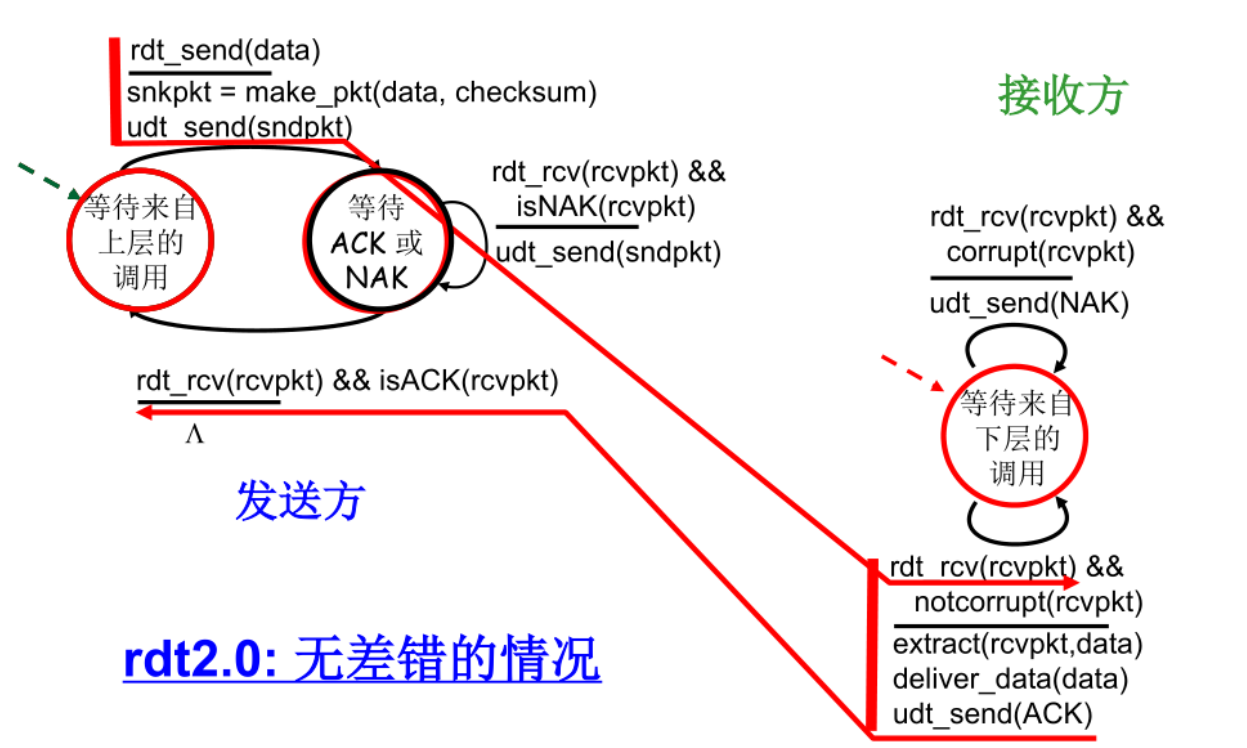 rdt_send(data)
snkpkt = make_pkt(data, checksum)
udt_send(sndpkt)
等待来自
上层的
调用
等待
ACK 或
NAK
rdt_rcv(rcvpkt) &&
isNAK(rcvpkt)
udt_send(sndpkt)
rdt_rcv(rcvpkt) && isACK(rcvpkt)
Λ
发送方
接收方
rdt_rcv(rcvpkt) &&
corrupt(rcvpkt)
udt_send(NAK)
等待来自
下层的
调用
rdt_rcv(rcvpkt) &&
notcorrupt(rcvpkt)
extract(rcvpkt,data)
deliver_data(data)
udt_send(ACK)
rdt2.0: 无差错的情况